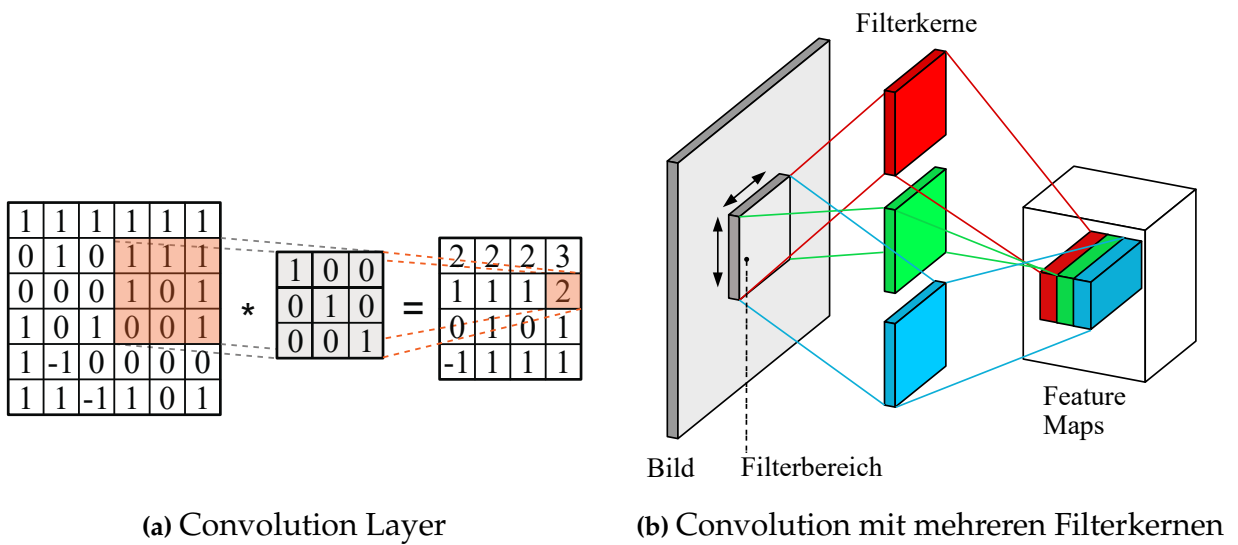 Filterkerne
1 1 1 1 1 1
0 1 0 1 1 1
0 0 0 1 0 1
1 0 1 0 0 1
1 -1 0 0 0 0
1 1 -1 1 0 1
*
1 0 0
0 1 0
0 0 1
=
2 2 2 3
1 1 1 2
0 1 0 1
-1 1 1 1
Feature
Maps
Bild
Filterbereich
(a) Convolution Layer
(b) Convolution mit mehreren Filterkernen